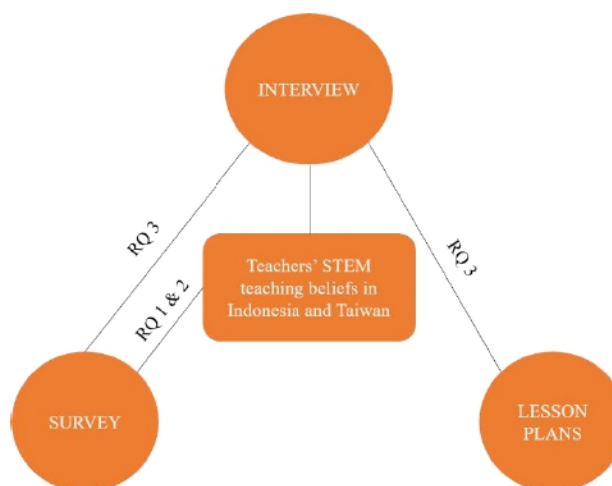 INTERVIEW
RQ 3
RQ 3
RQ 1 & 2
Teachers' STEM
teaching beliefs in
Indonesia and Taiwan
SURVEY
LESSON
PLANS